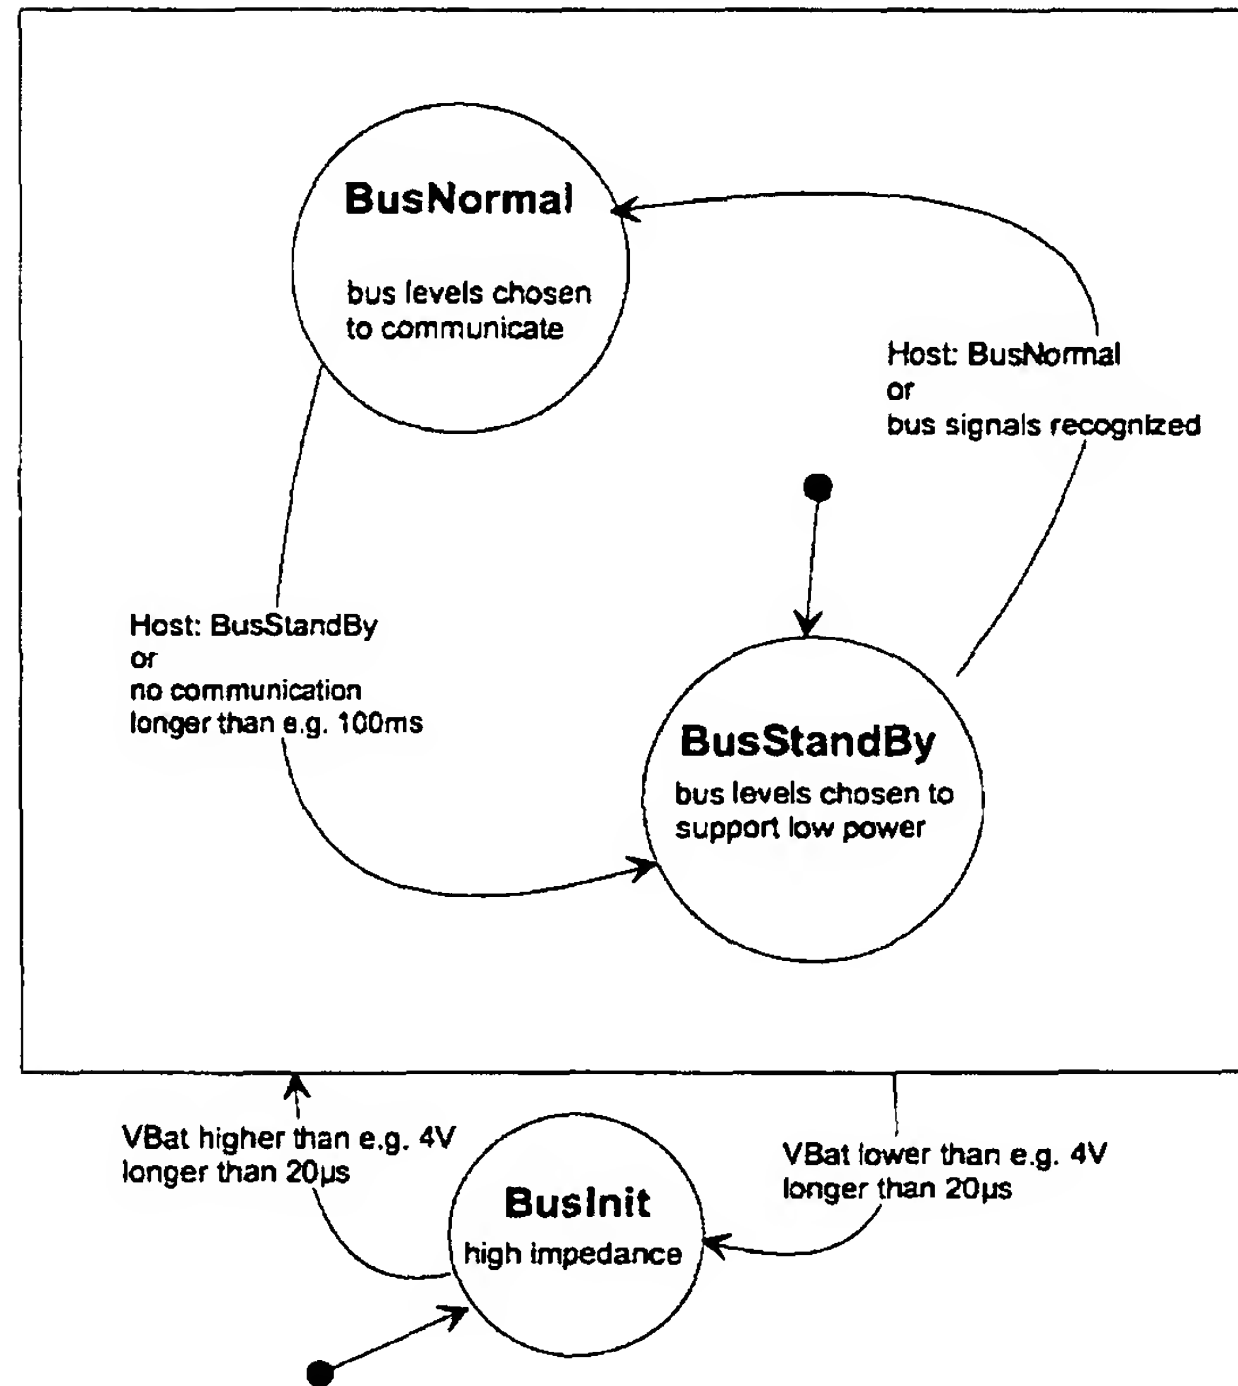 BusNormal
bus levels chosen
to communicate
Host: BusNormal
or
bus signals recognized
Host: BusStandBy
or
no communication
longer than e.g. 100ms
BusStandBy
bus levels chosen to
support low power
VBat higher than e.g. 4V
longer than 20µs
VBat lower than e.g. 4V
longer than 20µs
BusInit
high impedance